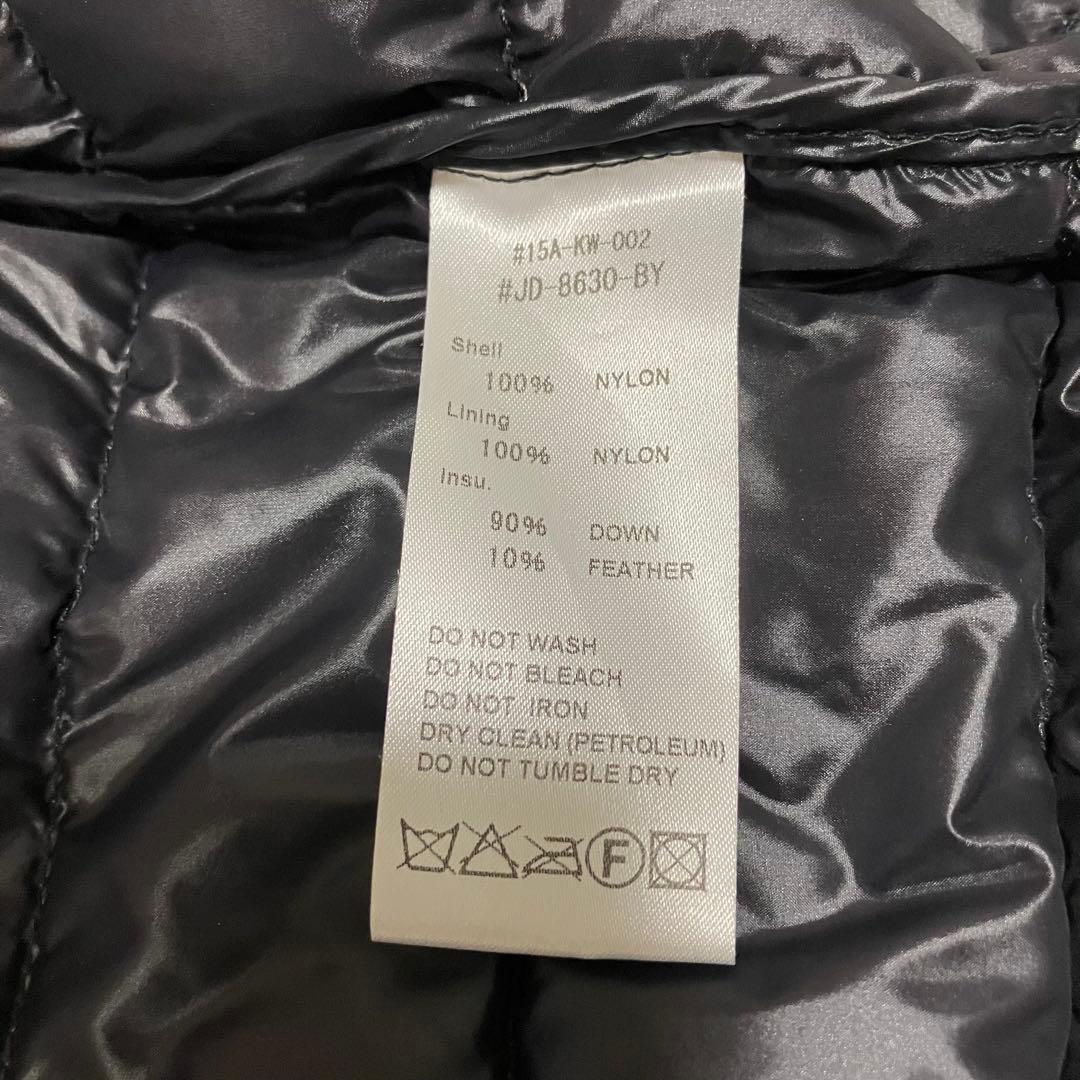 #15A-KW-002
#JD-8630-BY
Shell
100% NYLON
Lining
100% NYLON
Insu.
90% DOWN
10% FEATHER
DO NOT WASH
DO NOT BLEACH
DO NOT IRON
DRY CLEAN (PETROLEUM)
DO NOT TUMBLE DRY
F